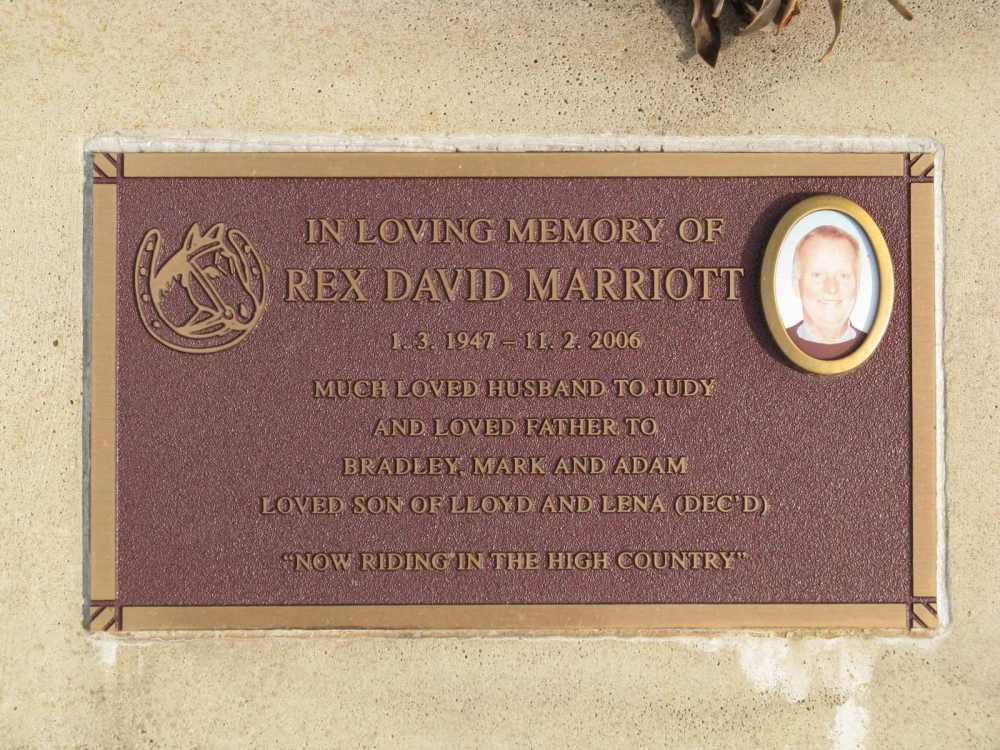 IN LOVING MEMORY OF
REX DAVID MARRIOTT
1. 3. 1947 – 11. 2. 2006
MUCH LOVED HUSBAND TO JUDY
AND LOVED FATHER TO
BRADLEY, MARK AND ADAM
LOVED SON OF LLOYD AND LENA (DEC'D)
“NOW RIDING IN THE HIGH COUNTRY”